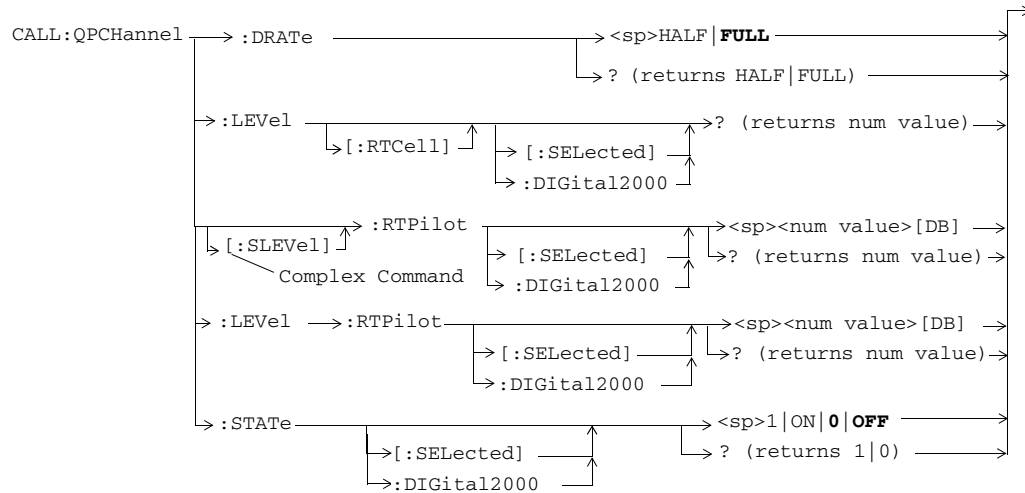 CALL:QPCHannel :DRATe <sp>HALF|FULL
? (returns HALF|FULL)
:LEVel ? (returns num value)
[:RTCell] [:SELected]
:DIGital2000
:RTPilot <sp><num value>[DB]
[:SLEVel] [:SELected] ? (returns num value)
Complex Command :DIGital2000
:LEVel :RTPilot <sp><num value>[DB]
[:SELected] ? (returns num value)
:DIGital2000
:STATe <sp>1|ON|0|OFF
[:SELected] ? (returns 1|0)
:DIGital2000